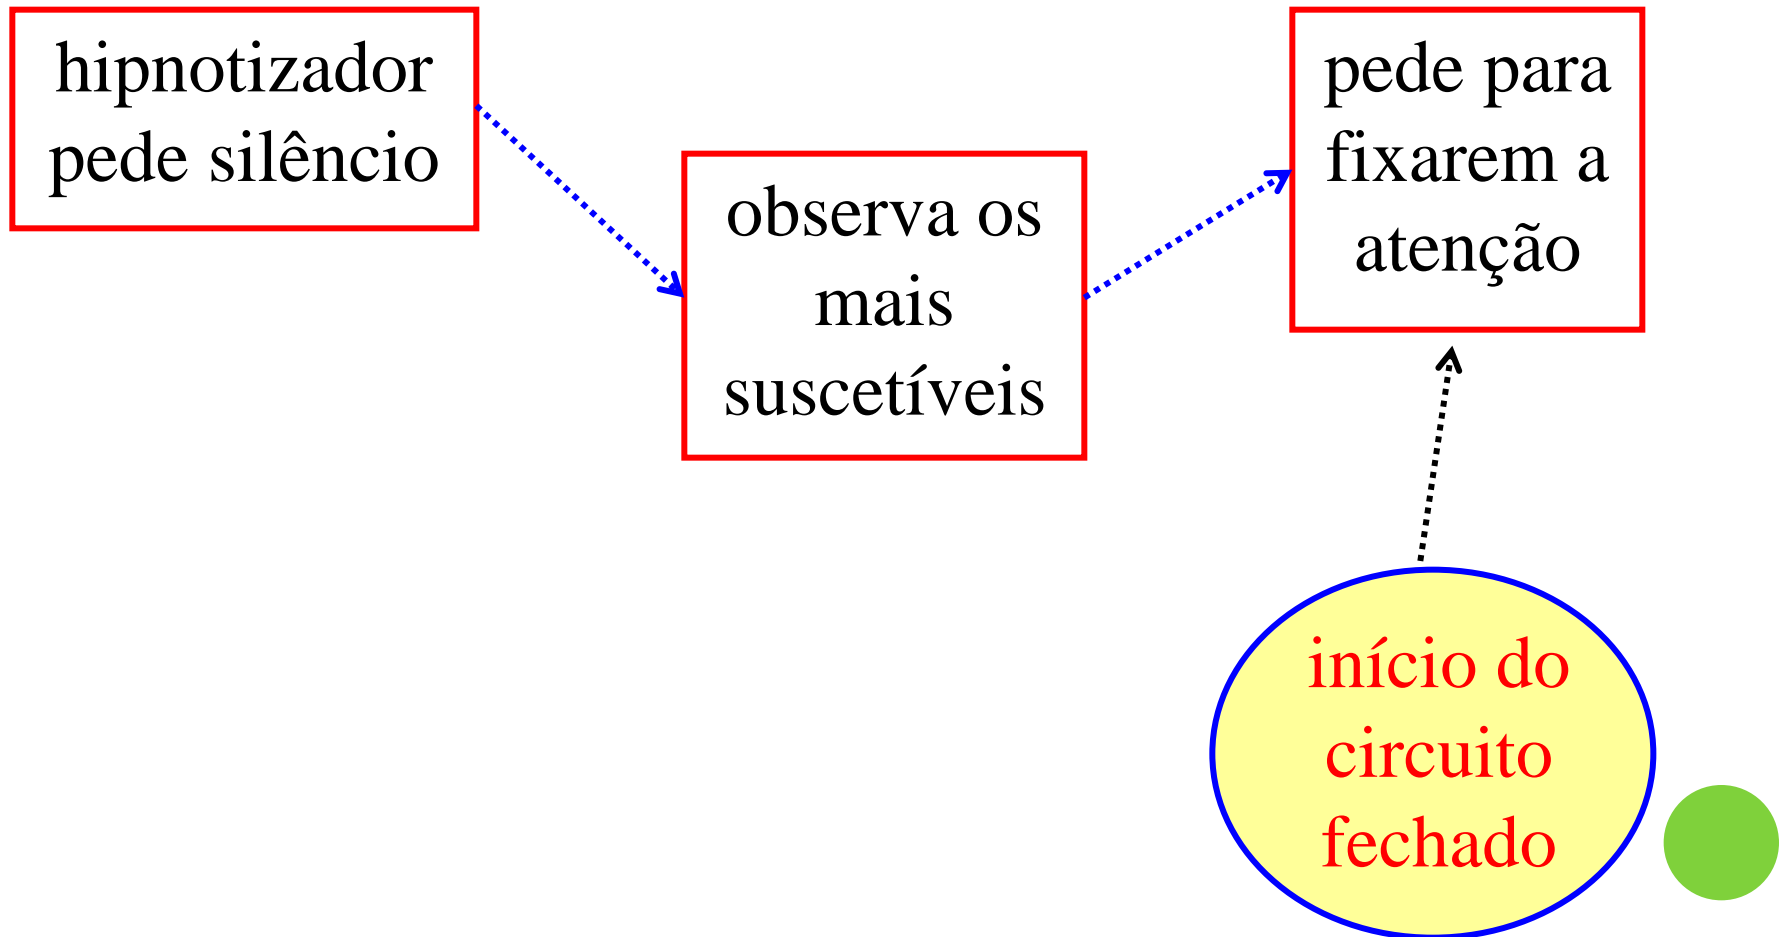 hipnotizador
pede silêncio
observa os
mais
suscetíveis
pede para
fixarem a
atenção
início do
circuito
fechado